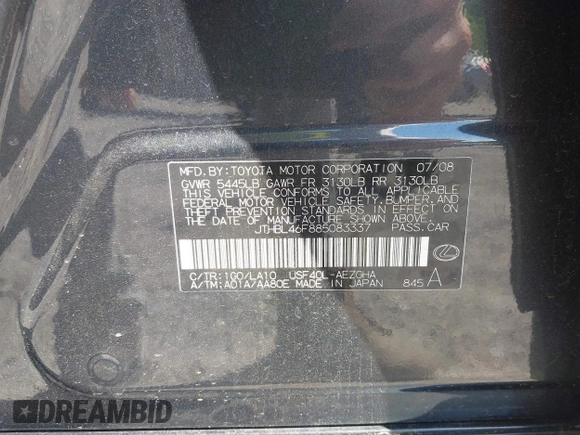 MFD.BY:TOYOTA MOTOR CORPORATION 07/08
GVWR 5445LB GAWR FR 3130LB RR 3130LB
THIS VEHICLE CONFORMS TO ALL APPLICABLE
FEDERAL MOTOR VEHICLE SAFETY, BUMPER, AND
THEFT PREVENTION STANDARDS IN EFFECT ON
THE DATE OF MANUFACTURE SHOWN ABOVE.
JTHBL46F885083337 PASS.CAR
C/TR:1G0/LA10 USF40L-AEZGHA A
A/TM:A01A/AA80E MADE IN JAPAN 845
DREAMBID